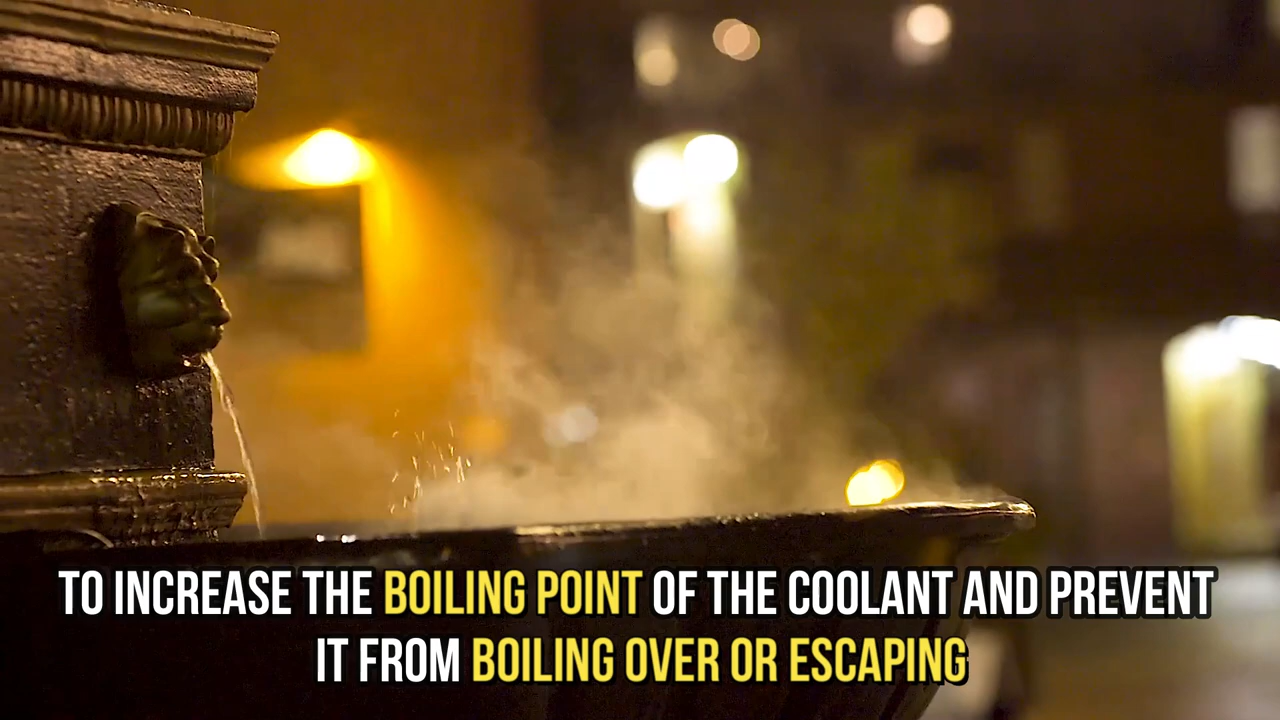 TO INCREASE THE BOILING POINT OF THE COOLANT AND PREVENT
IT FROM BOILING OVER OR ESCAPING